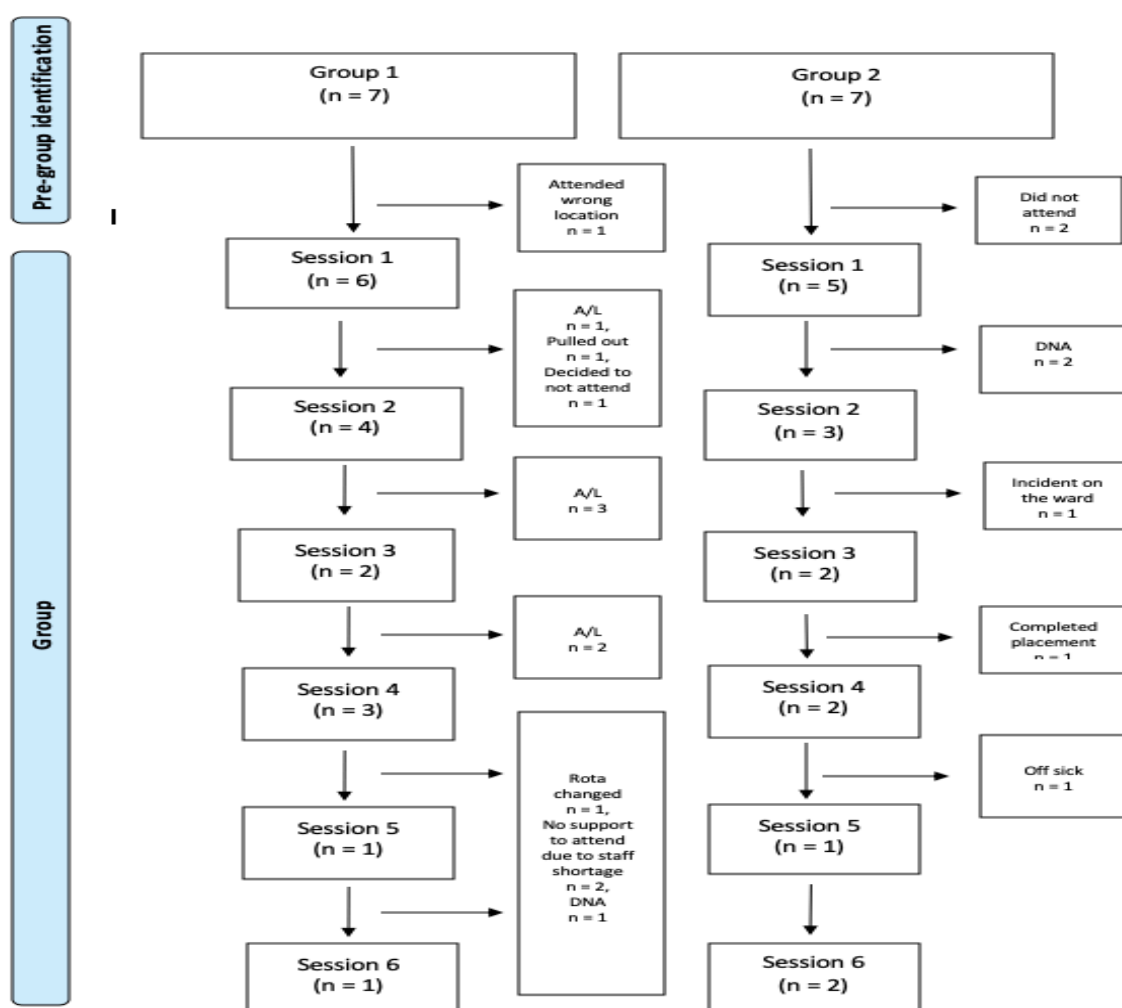 Pre-group identification
Group 1
(n = 7)
Group 2
(n = 7)
Attended
wrong
location
n = 1
Did not
attend
n = 2
I
Group
Session 1
(n = 6)
Session 1
(n = 5)
A/L
n = 1,
Pulled out
n = 1,
Decided to
not attend
n = 1
DNA
n = 2
Session 2
(n = 4)
Session 2
(n = 3)
A/L
n = 3
Incident on
the ward
n = 1
Session 3
(n = 2)
Session 3
(n = 2)
A/L
n = 2
Completed
placement
n = 1
Session 4
(n = 3)
Session 4
(n = 2)
Rota
changed
n = 1,
No support
to attend
due to staff
shortage
n = 2,
DNA
n = 1
Off sick
n = 1
Session 5
(n = 1)
Session 5
(n = 1)
Session 6
(n = 1)
Session 6
(n = 2)